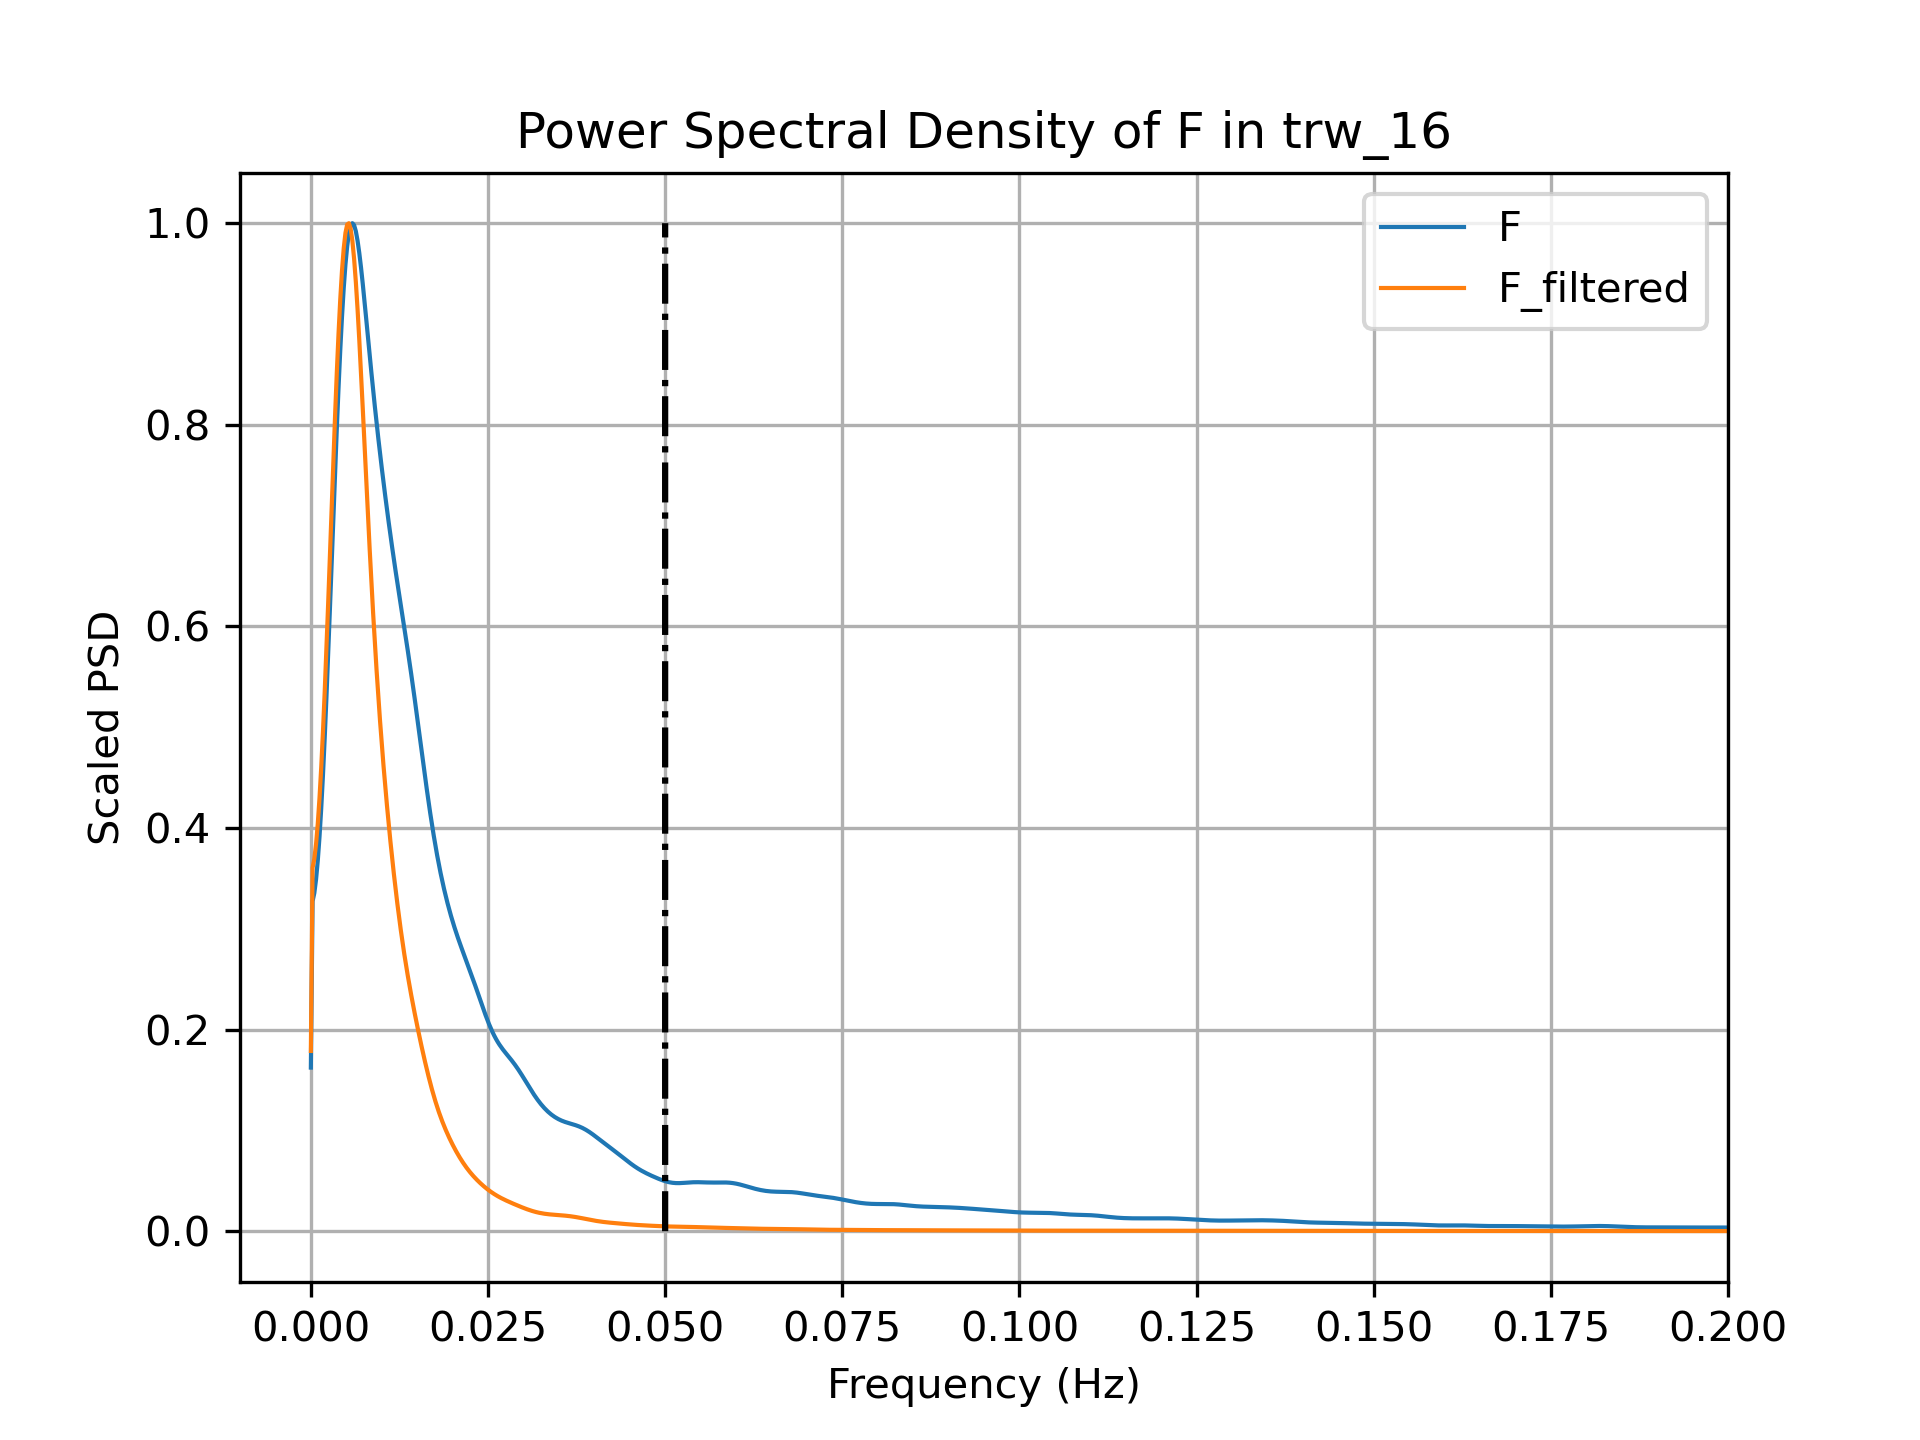 Power Spectral Density of F in trw_16
F
F_filtered
Scaled PSD
1.0
0.8
0.6
0.4
0.2
0.0
0.000 0.025 0.050 0.075 0.100 0.125 0.150 0.175 0.200
Frequency (Hz)